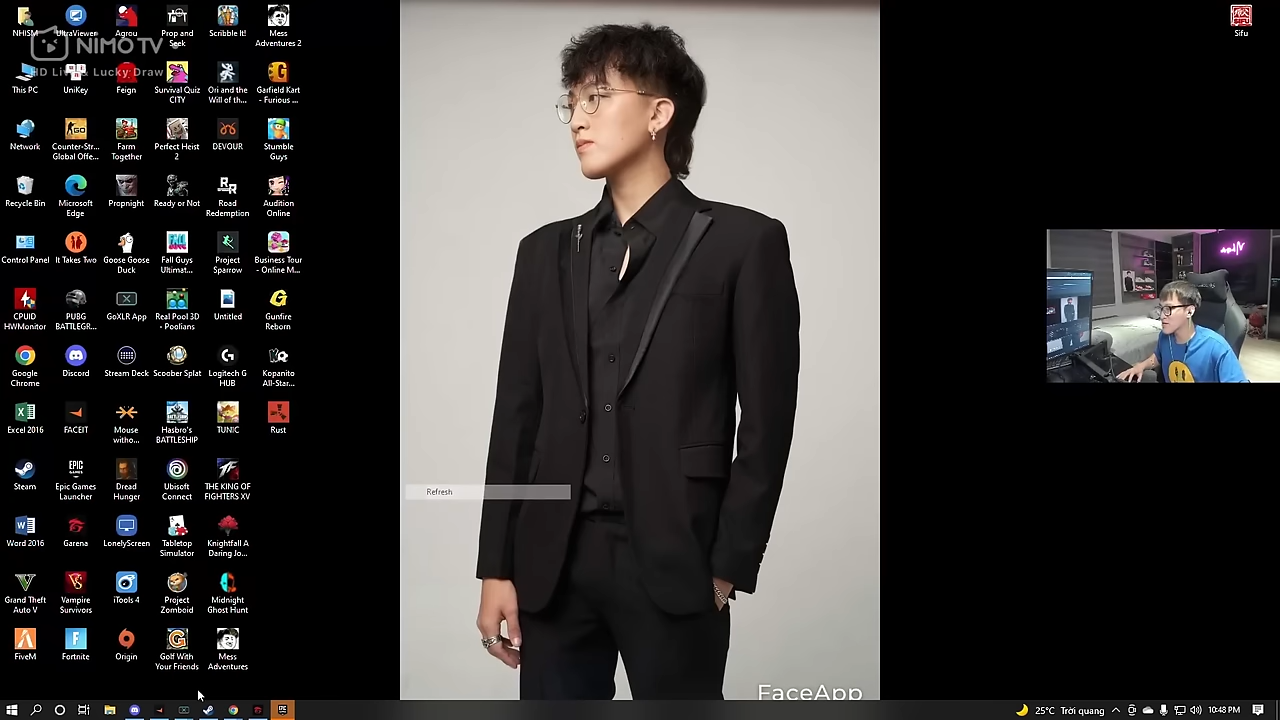 NIMO TV
HD Live & Lucky Draw
NHISM
UltraViewer
Agrou
Prop and
Seek
Scribble It!
Mess
Adventures 2
This PC
UniKey
Feign
Survival Quiz
CITY
Ori and the
Will of th...
Garfield Kart
- Furious ...
Network
Counter-Str...
Global Offe...
Farm
Together
Perfect Heist
2
DEVOUR
Stumble
Guys
Recycle Bin
Microsoft
Edge
Propnight
Ready or Not
Road
Redemption
Audition
Online
Control Panel
It Takes Two
Goose Goose
Duck
Fall Guys
Ultimat...
Project
Sparrow
Business Tour
- Online M...
CPUID
HWMonitor
PUBG
BATTLEGR...
GoXLR App
Real Pool 3D
- Poolians
Untitled
Gunfire
Reborn
Google
Chrome
Discord
Stream Deck
Scoober Splat
Logitech G
HUB
Kopanito
All-Star...
Excel 2016
FACEIT
Mouse
witho...
Hasbro's
BATTLESHIP
TUNIC
Rust
Steam
Epic Games
Launcher
Dread
Hunger
Ubisoft
Connect
THE KING OF
FIGHTERS XV
Word 2016
Garena
LonelyScreen
Tabletop
Simulator
Knightfall A
Daring Jo...
Grand Theft
Auto V
Vampire
Survivors
iTools 4
Project
Zomboid
Midnight
Ghost Hunt
FiveM
Fortnite
Origin
Golf With
Your Friends
Mess
Adventures
Refresh
FaceApp
Sifu
25°C Trời quang
10:48 PM